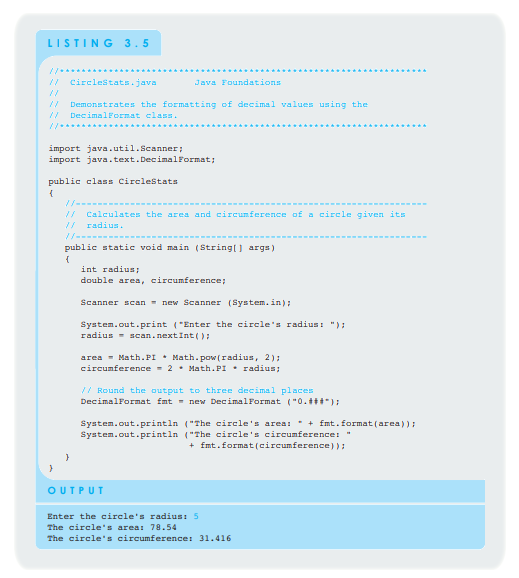 LISTING 3.5
//********************************************************************
//  CircleStats.java       Java Foundations
//
//  Demonstrates the formatting of decimal values using the
//  DecimalFormat class.
//********************************************************************
import java.util.Scanner;
import java.text.DecimalFormat;
public class CircleStats
{
   //-----------------------------------------------------------------
   //  Calculates the area and circumference of a circle given its
   //  radius.
   //-----------------------------------------------------------------
   public static void main (String[] args)
   {
      int radius;
      double area, circumference;
      Scanner scan = new Scanner (System.in);
      System.out.print ("Enter the circle's radius: ");
      radius = scan.nextInt();
      area = Math.PI * Math.pow(radius, 2);
      circumference = 2 * Math.PI * radius;
      // Round the output to three decimal places
      DecimalFormat fmt = new DecimalFormat ("0.###");
      System.out.println ("The circle's area: " + fmt.format(area));
      System.out.println ("The circle's circumference: "
                          + fmt.format(circumference));
   }
}
OUTPUT
Enter the circle's radius: 5
The circle's area: 78.54
The circle's circumference: 31.416